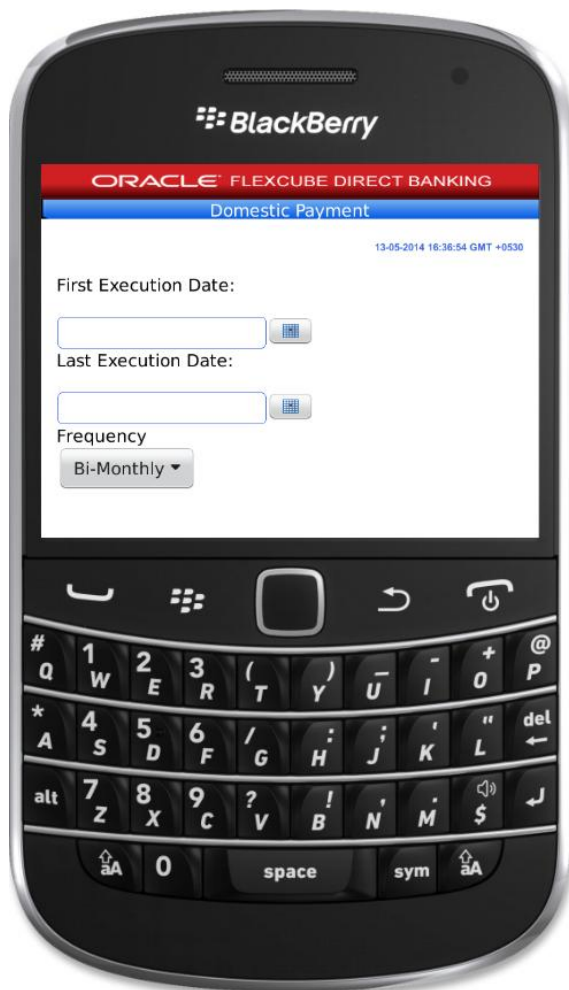 BlackBerry
ORACLE FLEXCUBE DIRECT BANKING
Domestic Payment
13-05-2014 16:36:54 GMT +0530
First Execution Date:
Last Execution Date:
Frequency
Bi-Monthly
# Q 1 W 2 E 3 R ( T ) Y _ U - I + O @ P
* A 4 S 5 D 6 F / G : H ; J ' K " L del
alt 7 Z 8 X 9 C ? V ! B , N . M $
aA 0 space sym aA